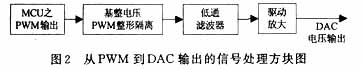 MCU之
PWM输出
基整电压
PWM整形隔离
低通
滤波器
驱动
放大
DAC
电压输出
图2 从PWM到DAC输出的信号处理方块图